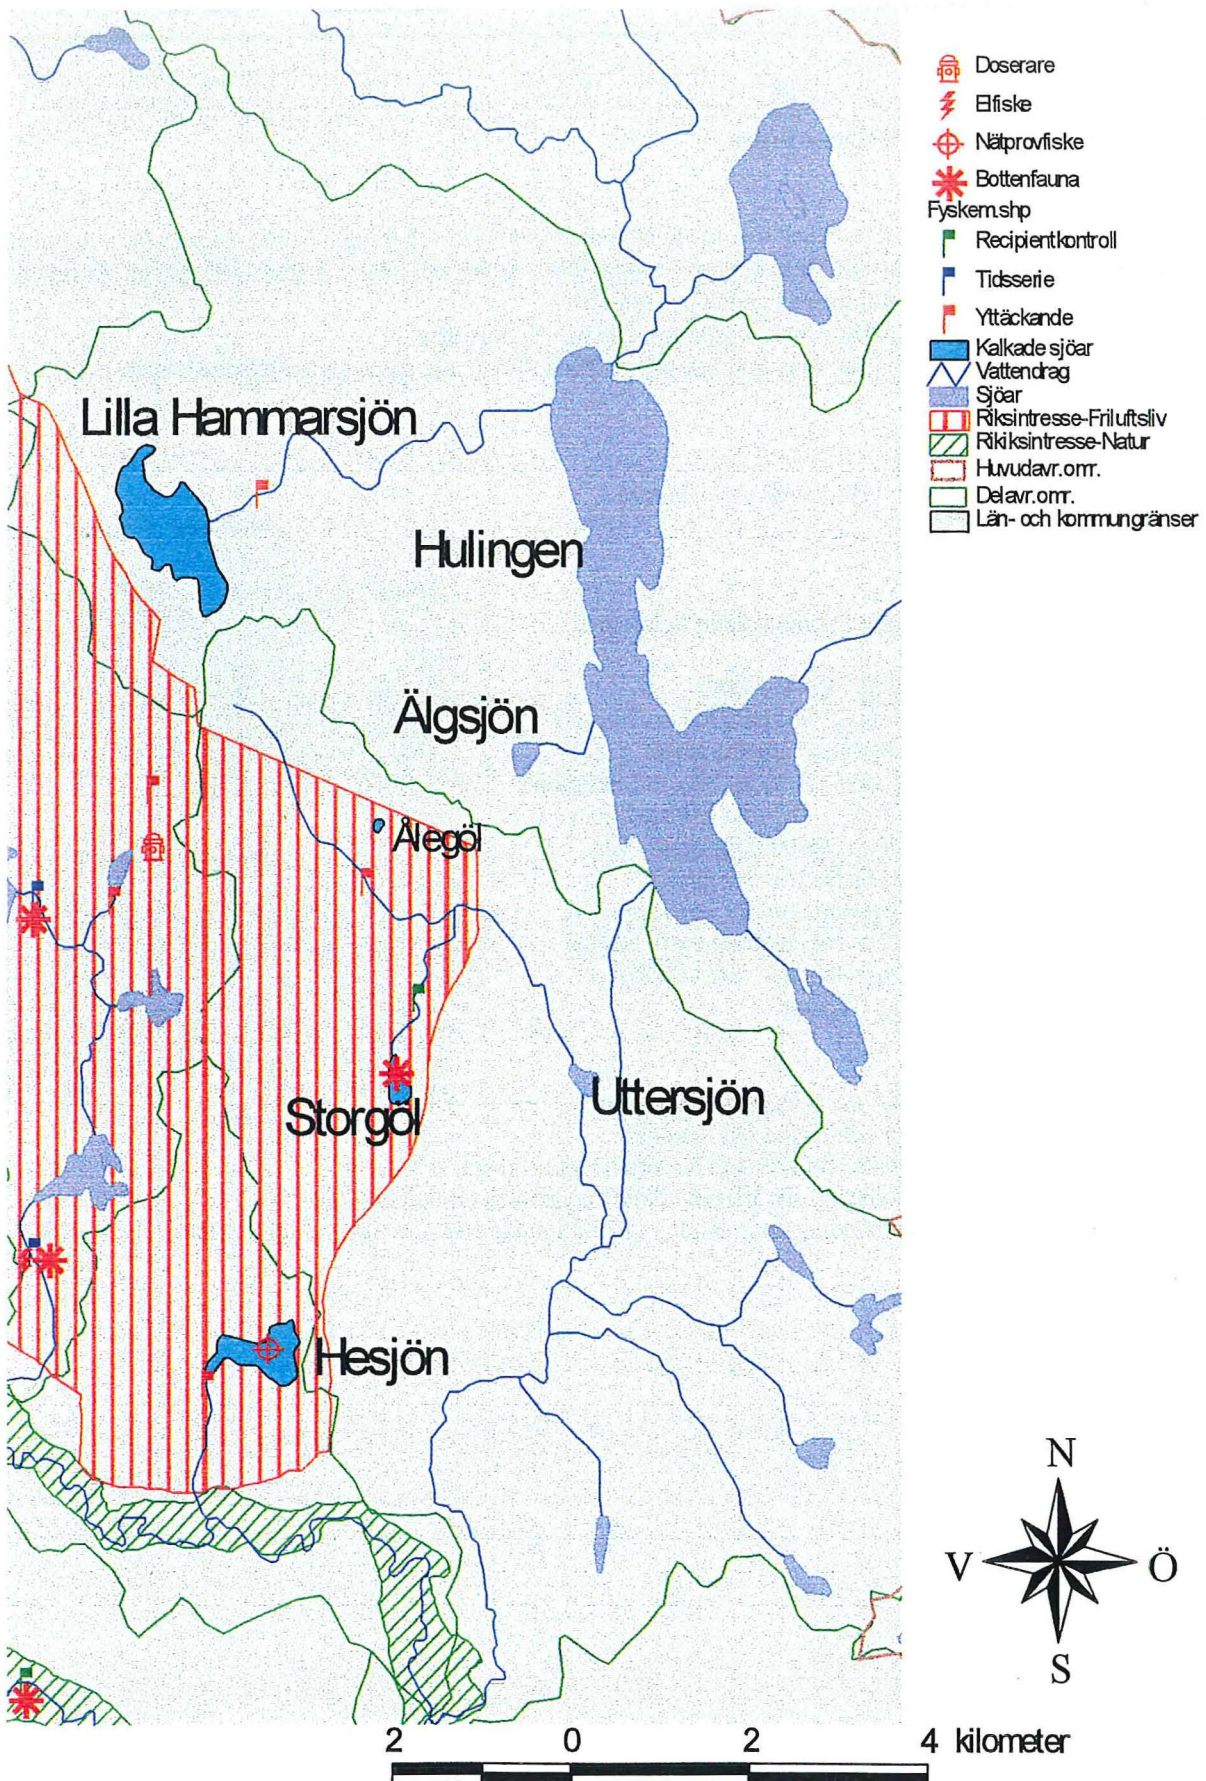 Doserare
Elfiske
Nätprovfiske
Bottenfauna
Fyskem.shp
Recipientkontroll
Tidsserie
Yttäckande
Kalkade sjöar
Vattendrag
Sjöar
Riksintresse-Friluftsliv
Rikiksintresse-Natur
Huvudavr.omr.
Delavr.omr.
Län- och kommungränser
Lilla Hammarsjön
Hulingen
Älgsjön
Ålegöl
Storgöl
Uttersjön
Hesjön
N
V
Ö
S
2 0 2 4 kilometer